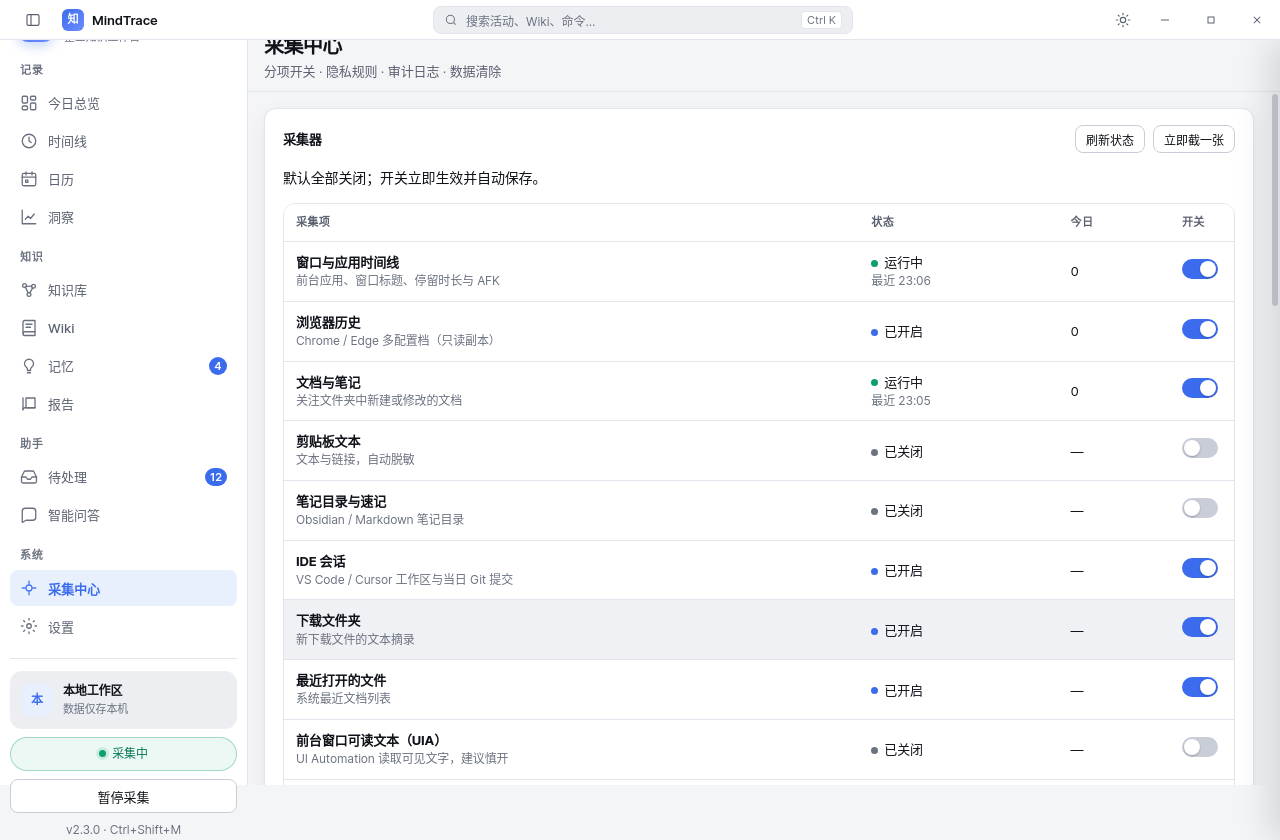 知 MindTrace
搜索活动、Wiki、命令... Ctrl K
记录
今日总览
时间线
日历
洞察
知识
知识库
Wiki
记忆 4
报告
助手
待处理 12
智能问答
系统
采集中心
设置
本 本地工作区
数据仅存本机
采集中
暂停采集
v2.3.0 · Ctrl+Shift+M
采集中心
分项开关 · 隐私规则 · 审计日志 · 数据清除
采集器 刷新状态 立即截一张
默认全部关闭；开关立即生效并自动保存。
采集项 状态 今日 开关
窗口与应用时间线
前台应用、窗口标题、停留时长与 AFK
运行中
最近 23:06
0
浏览器历史
Chrome / Edge 多配置档（只读副本）
已开启
0
文档与笔记
关注文件夹中新建或修改的文档
运行中
最近 23:05
0
剪贴板文本
文本与链接，自动脱敏
已关闭
—
笔记目录与速记
Obsidian / Markdown 笔记目录
已关闭
—
IDE 会话
VS Code / Cursor 工作区与当日 Git 提交
已开启
—
下载文件夹
新下载文件的文本摘录
已开启
—
最近打开的文件
系统最近文档列表
已开启
—
前台窗口可读文本（UIA）
UI Automation 读取可见文字，建议慎开
已关闭
—